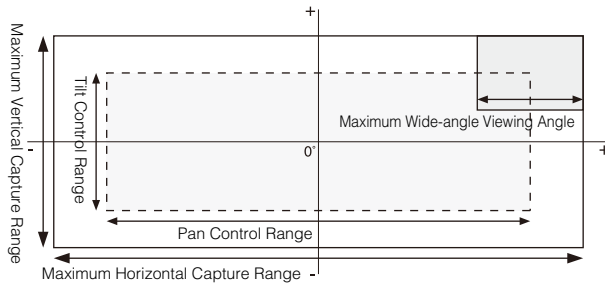 +
Maximum Vertical Capture Range
Tilt Control Range
Maximum Wide-angle Viewing Angle
-
+
0°
Pan Control Range
Maximum Horizontal Capture Range
-